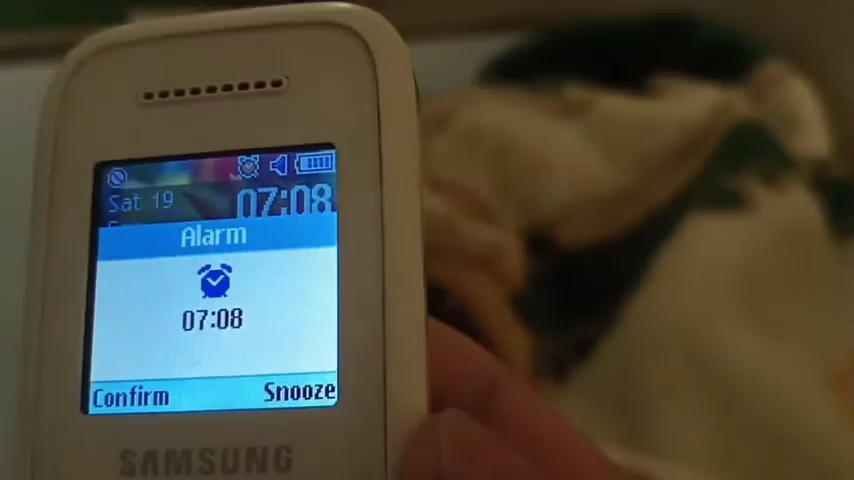 Sat 19
07:08
Alarm
07:08
Confirm Snooze
SAMSUNG